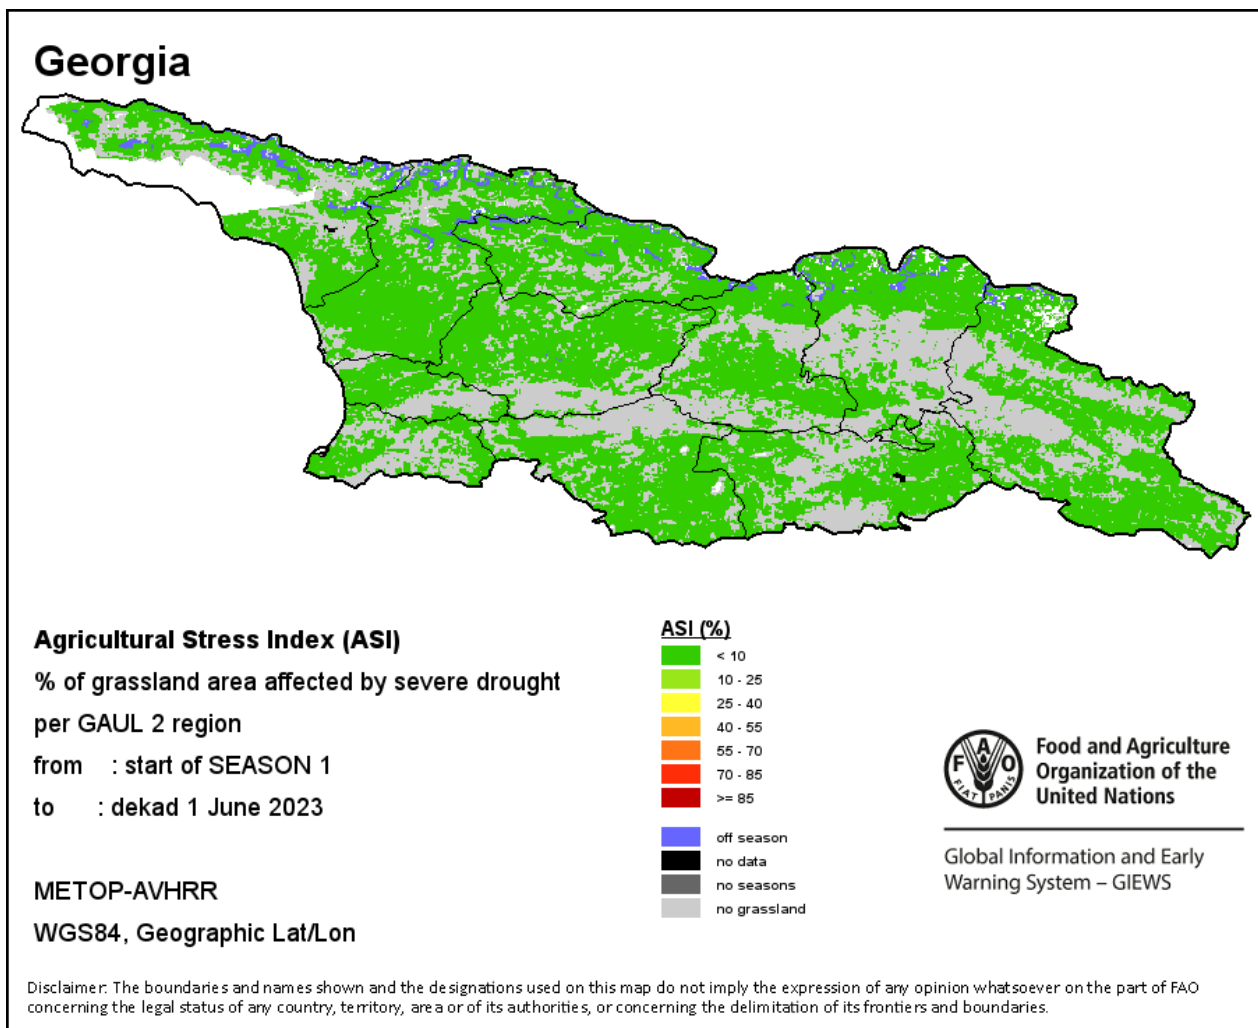 Georgia
Agricultural Stress Index (ASI)
% of grassland area affected by severe drought
per GAUL 2 region
from : start of SEASON 1
to : dekad 1 June 2023
METOP-AVHRR
WGS84, Geographic Lat/Lon
ASI (%)
< 10
10 - 25
25 - 40
40 - 55
55 - 70
70 - 85
>= 85
off season
no data
no seasons
no grassland
F A O
FIAT PANIS
Food and Agriculture
Organization of the
United Nations
Global Information and Early
Warning System – GIEWS
Disclaimer: The boundaries and names shown and the designations used on this map do not imply the expression of any opinion whatsoever on the part of FAO
concerning the legal status of any country, territory, area or of its authorities, or concerning the delimitation of its frontiers and boundaries.